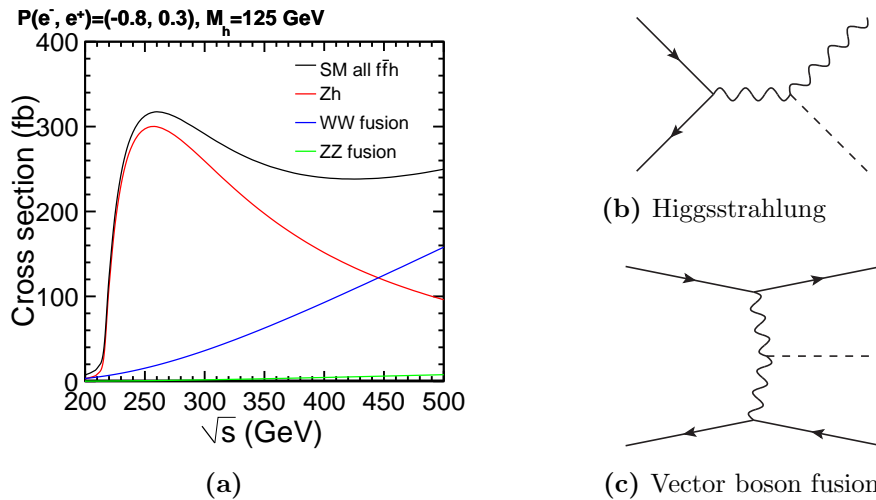 P(e⁻, e⁺)=(-0.8, 0.3), M_h=125 GeV
Cross section (fb)
400
300
200
100
0
SM all ff̄h
Zh
WW fusion
ZZ fusion
200 250 300 350 400 450 500
√s (GeV)
(a)
(b) Higgsstrahlung
(c) Vector boson fusion